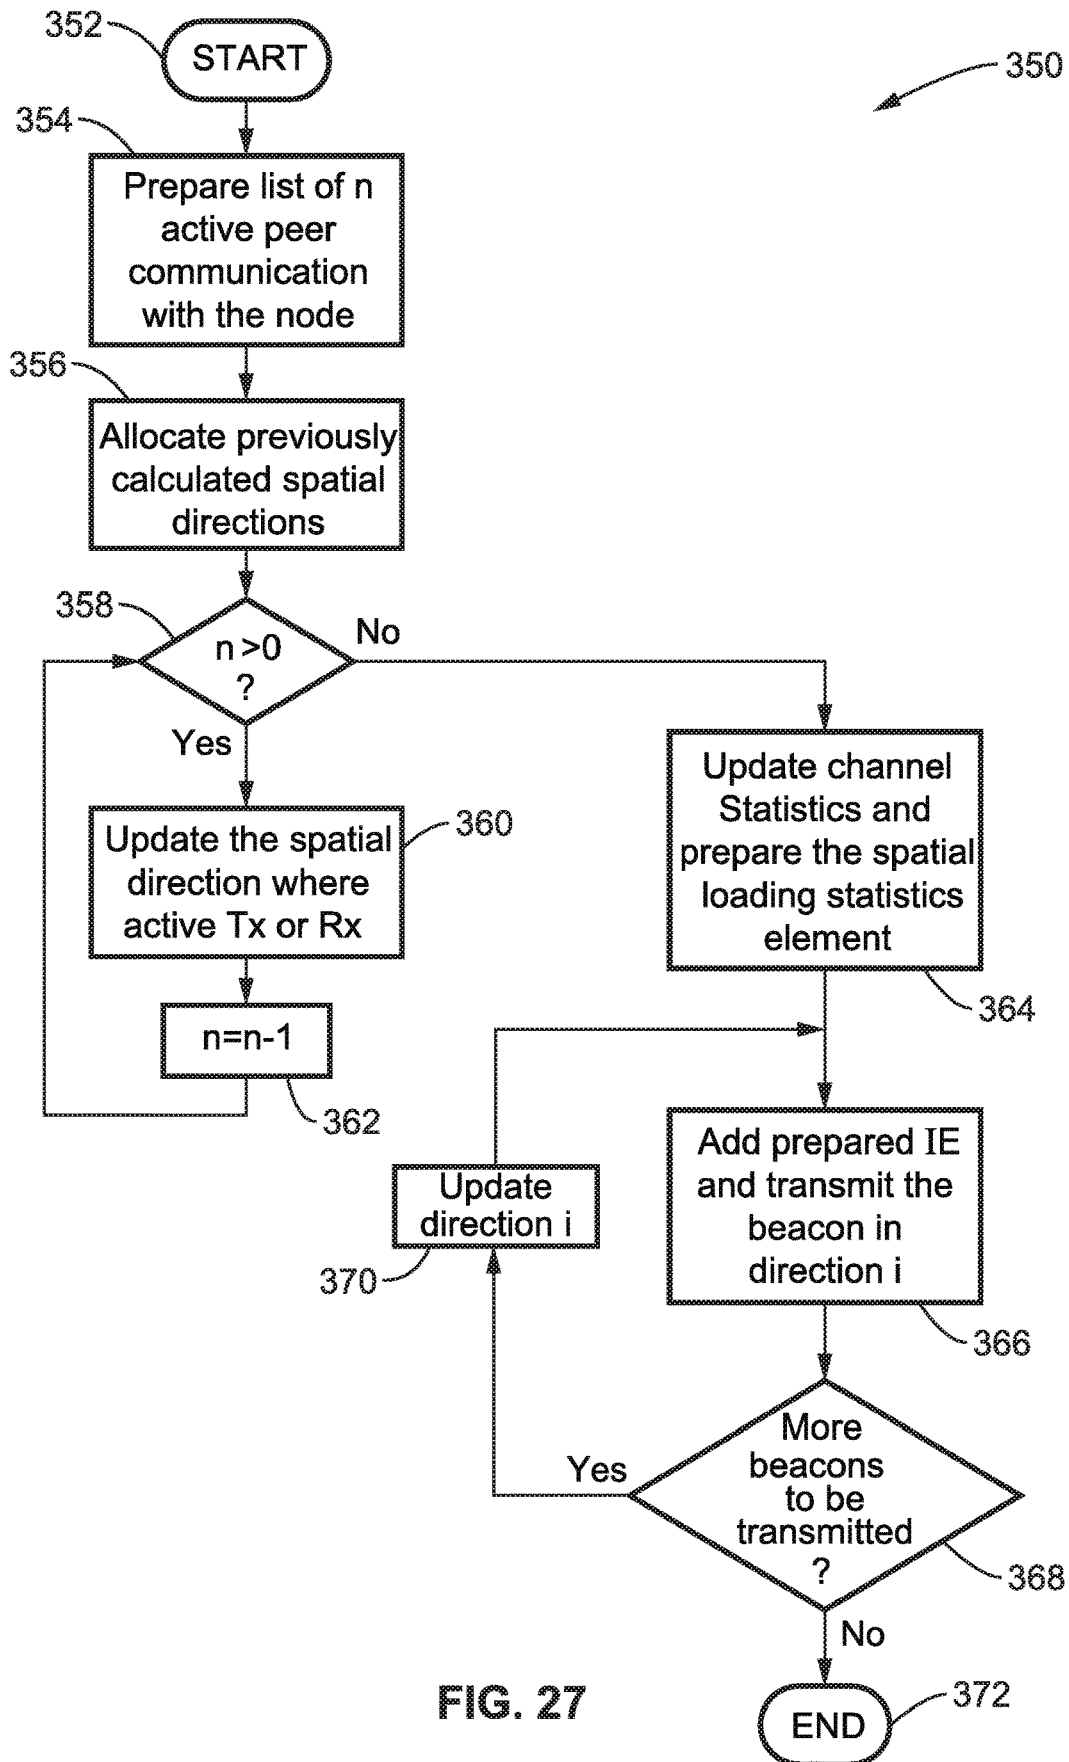 352
START
350
354
Prepare list of n
active peer
communication
with the node
356
Allocate previously
calculated spatial
directions
358
n>0
?
No
Yes
Update the spatial
direction where
active Tx or Rx
360
n=n-1
362
Update channel
Statistics and
prepare the spatial
loading statistics
element
364
Add prepared IE
and transmit the
beacon in
direction i
366
Update
direction i
370
More
beacons
to be
transmitted
?
Yes
368
No
END
372
FIG. 27